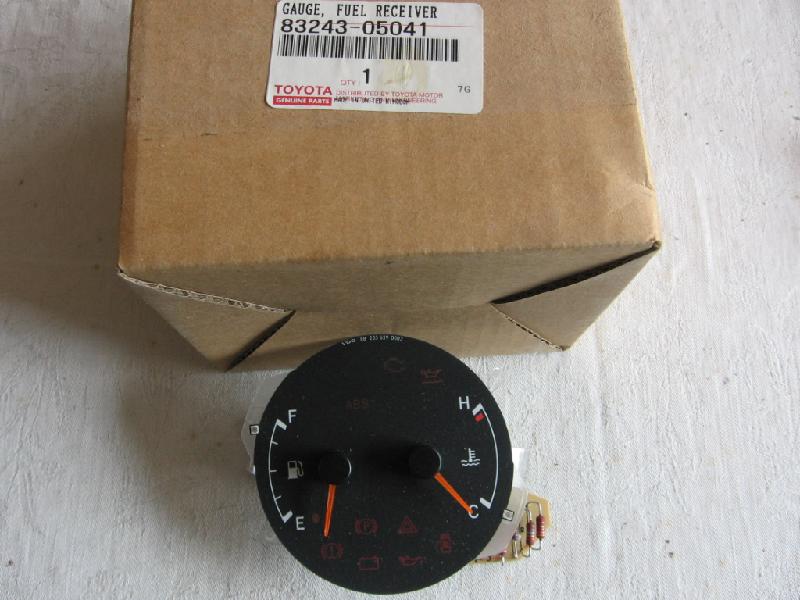 GAUGE, FUEL RECEIVER
83243-05041
QTY
1
7G
TOYOTA
GENUINE PARTS
DISTRIBUTED BY TOYOTA MOTOR
ABS
F
H
E
C
P